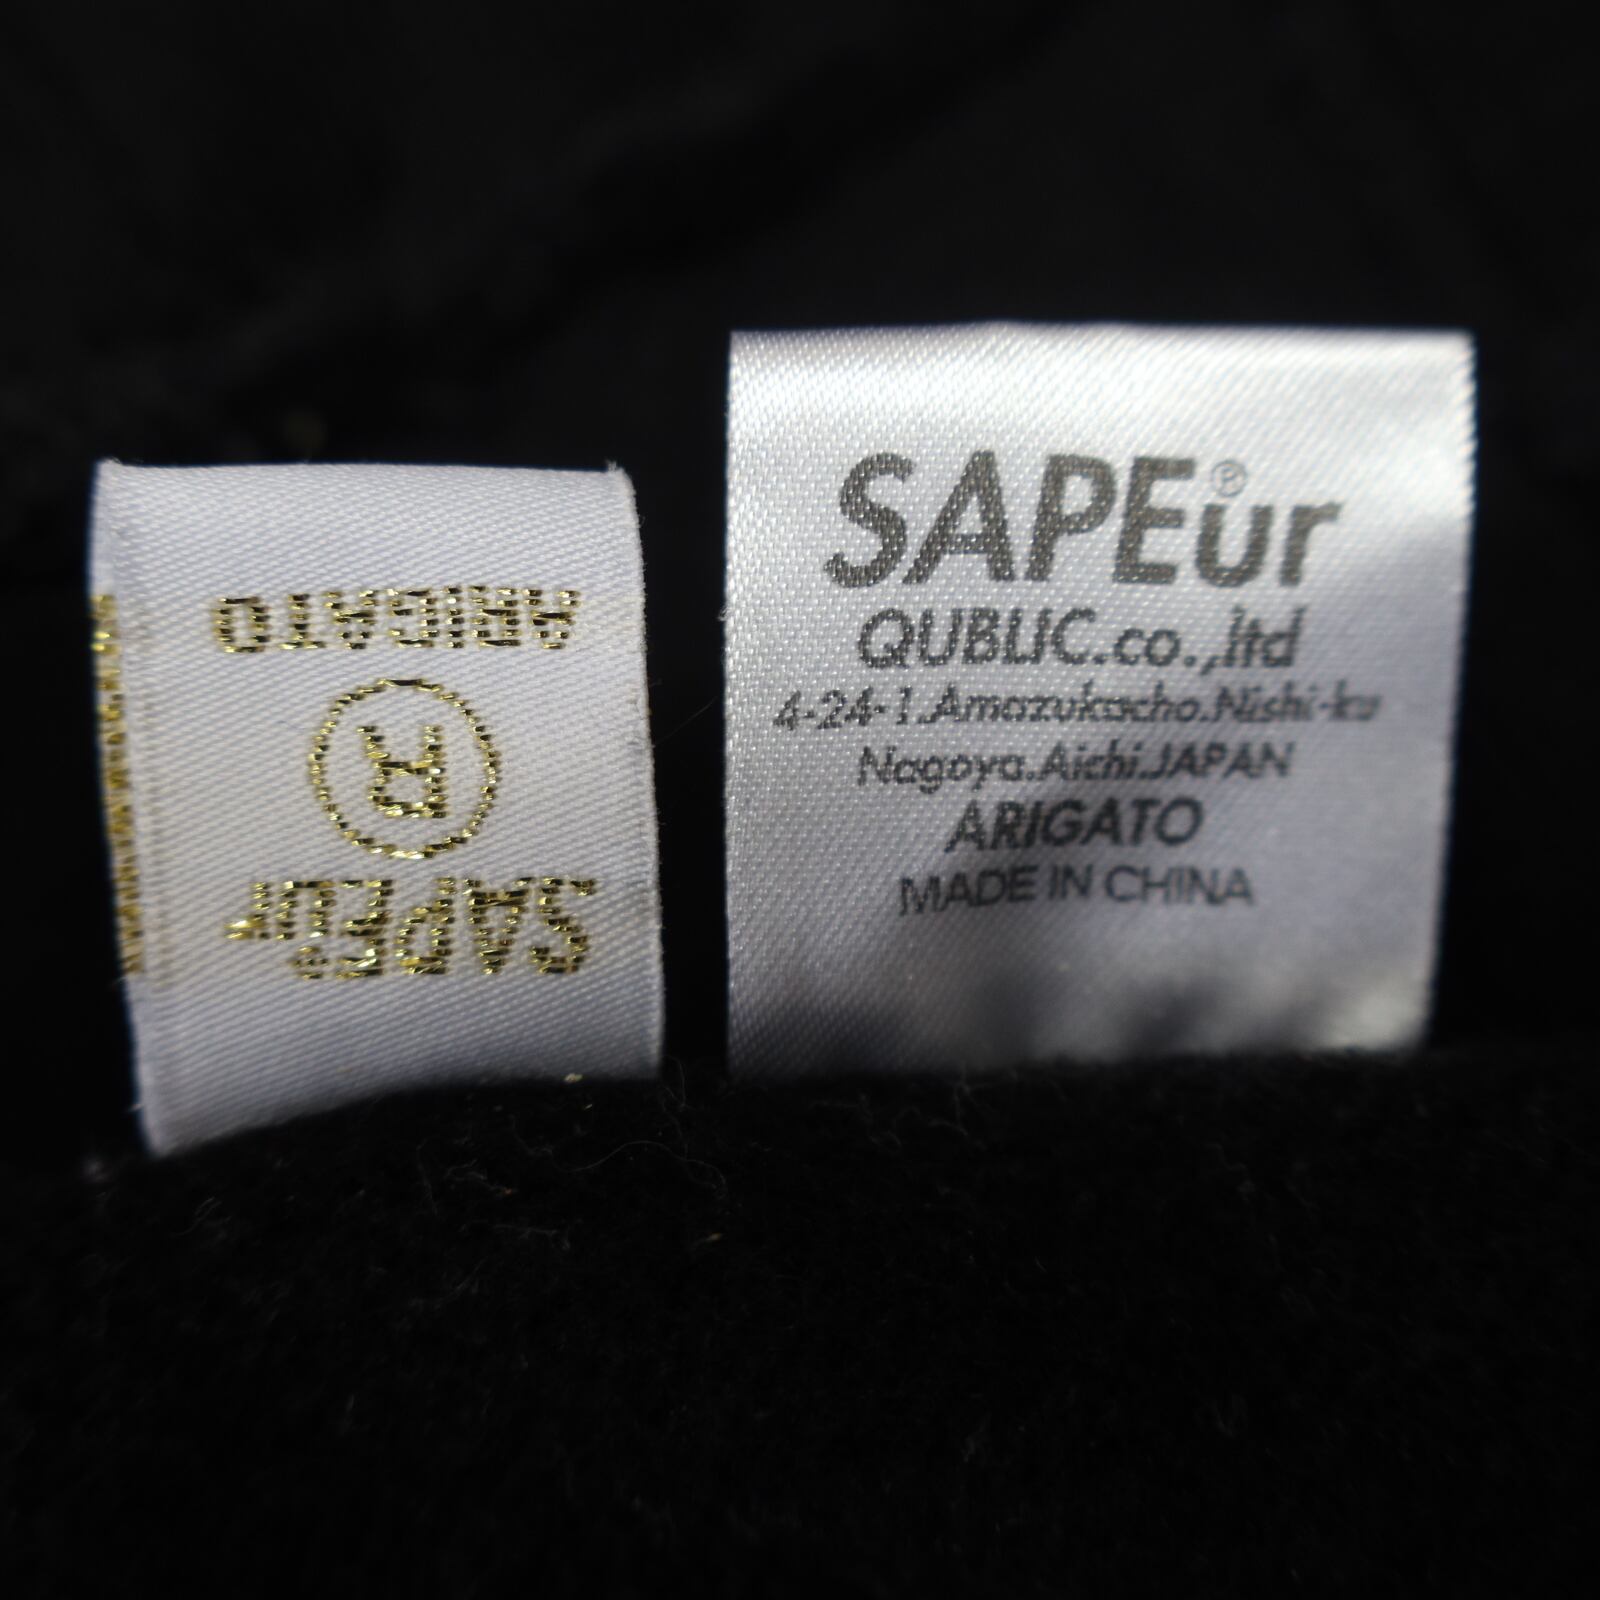 SAPEur®
R
ARIGATO
SAPEur®
QUBLIC.co.,ltd
4-24-1.Amazukacho.Nishi-ku
Nagoya.Aichi.JAPAN
ARIGATO
MADE IN CHINA